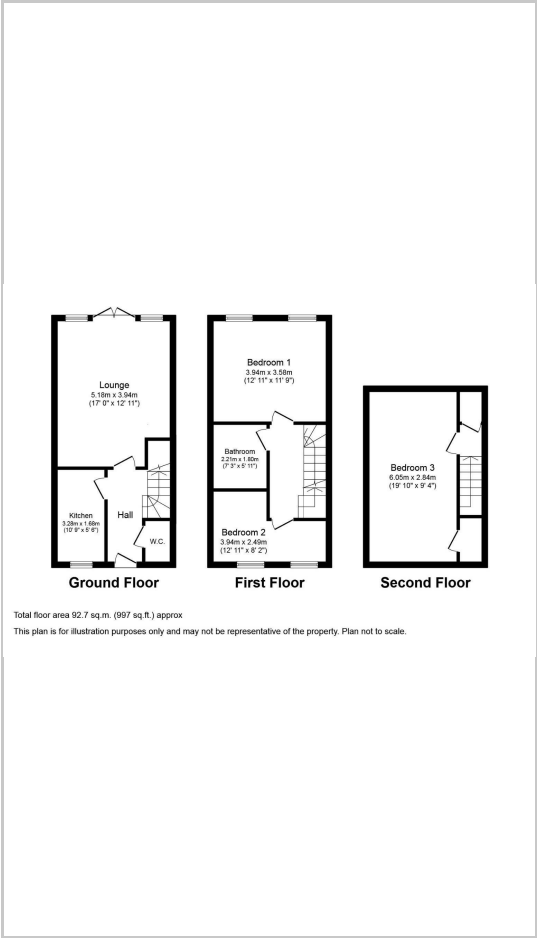 Lounge
5.18m x 3.94m
(17' 0" x 12' 11")
Kitchen
3.28m x 1.68m
(10' 9" x 5' 6")
Hall
W.C.
Ground Floor
Bedroom 1
3.94m x 3.58m
(12' 11" x 11' 9")
Bathroom
2.21m x 1.80m
(7' 3" x 5' 11")
Bedroom 2
3.94m x 2.49m
(12' 11" x 8' 2")
First Floor
Bedroom 3
6.05m x 2.84m
(19' 10" x 9' 4")
Second Floor
Total floor area 92.7 sq.m. (997 sq.ft.) approx
This plan is for illustration purposes only and may not be representative of the property. Plan not to scale.